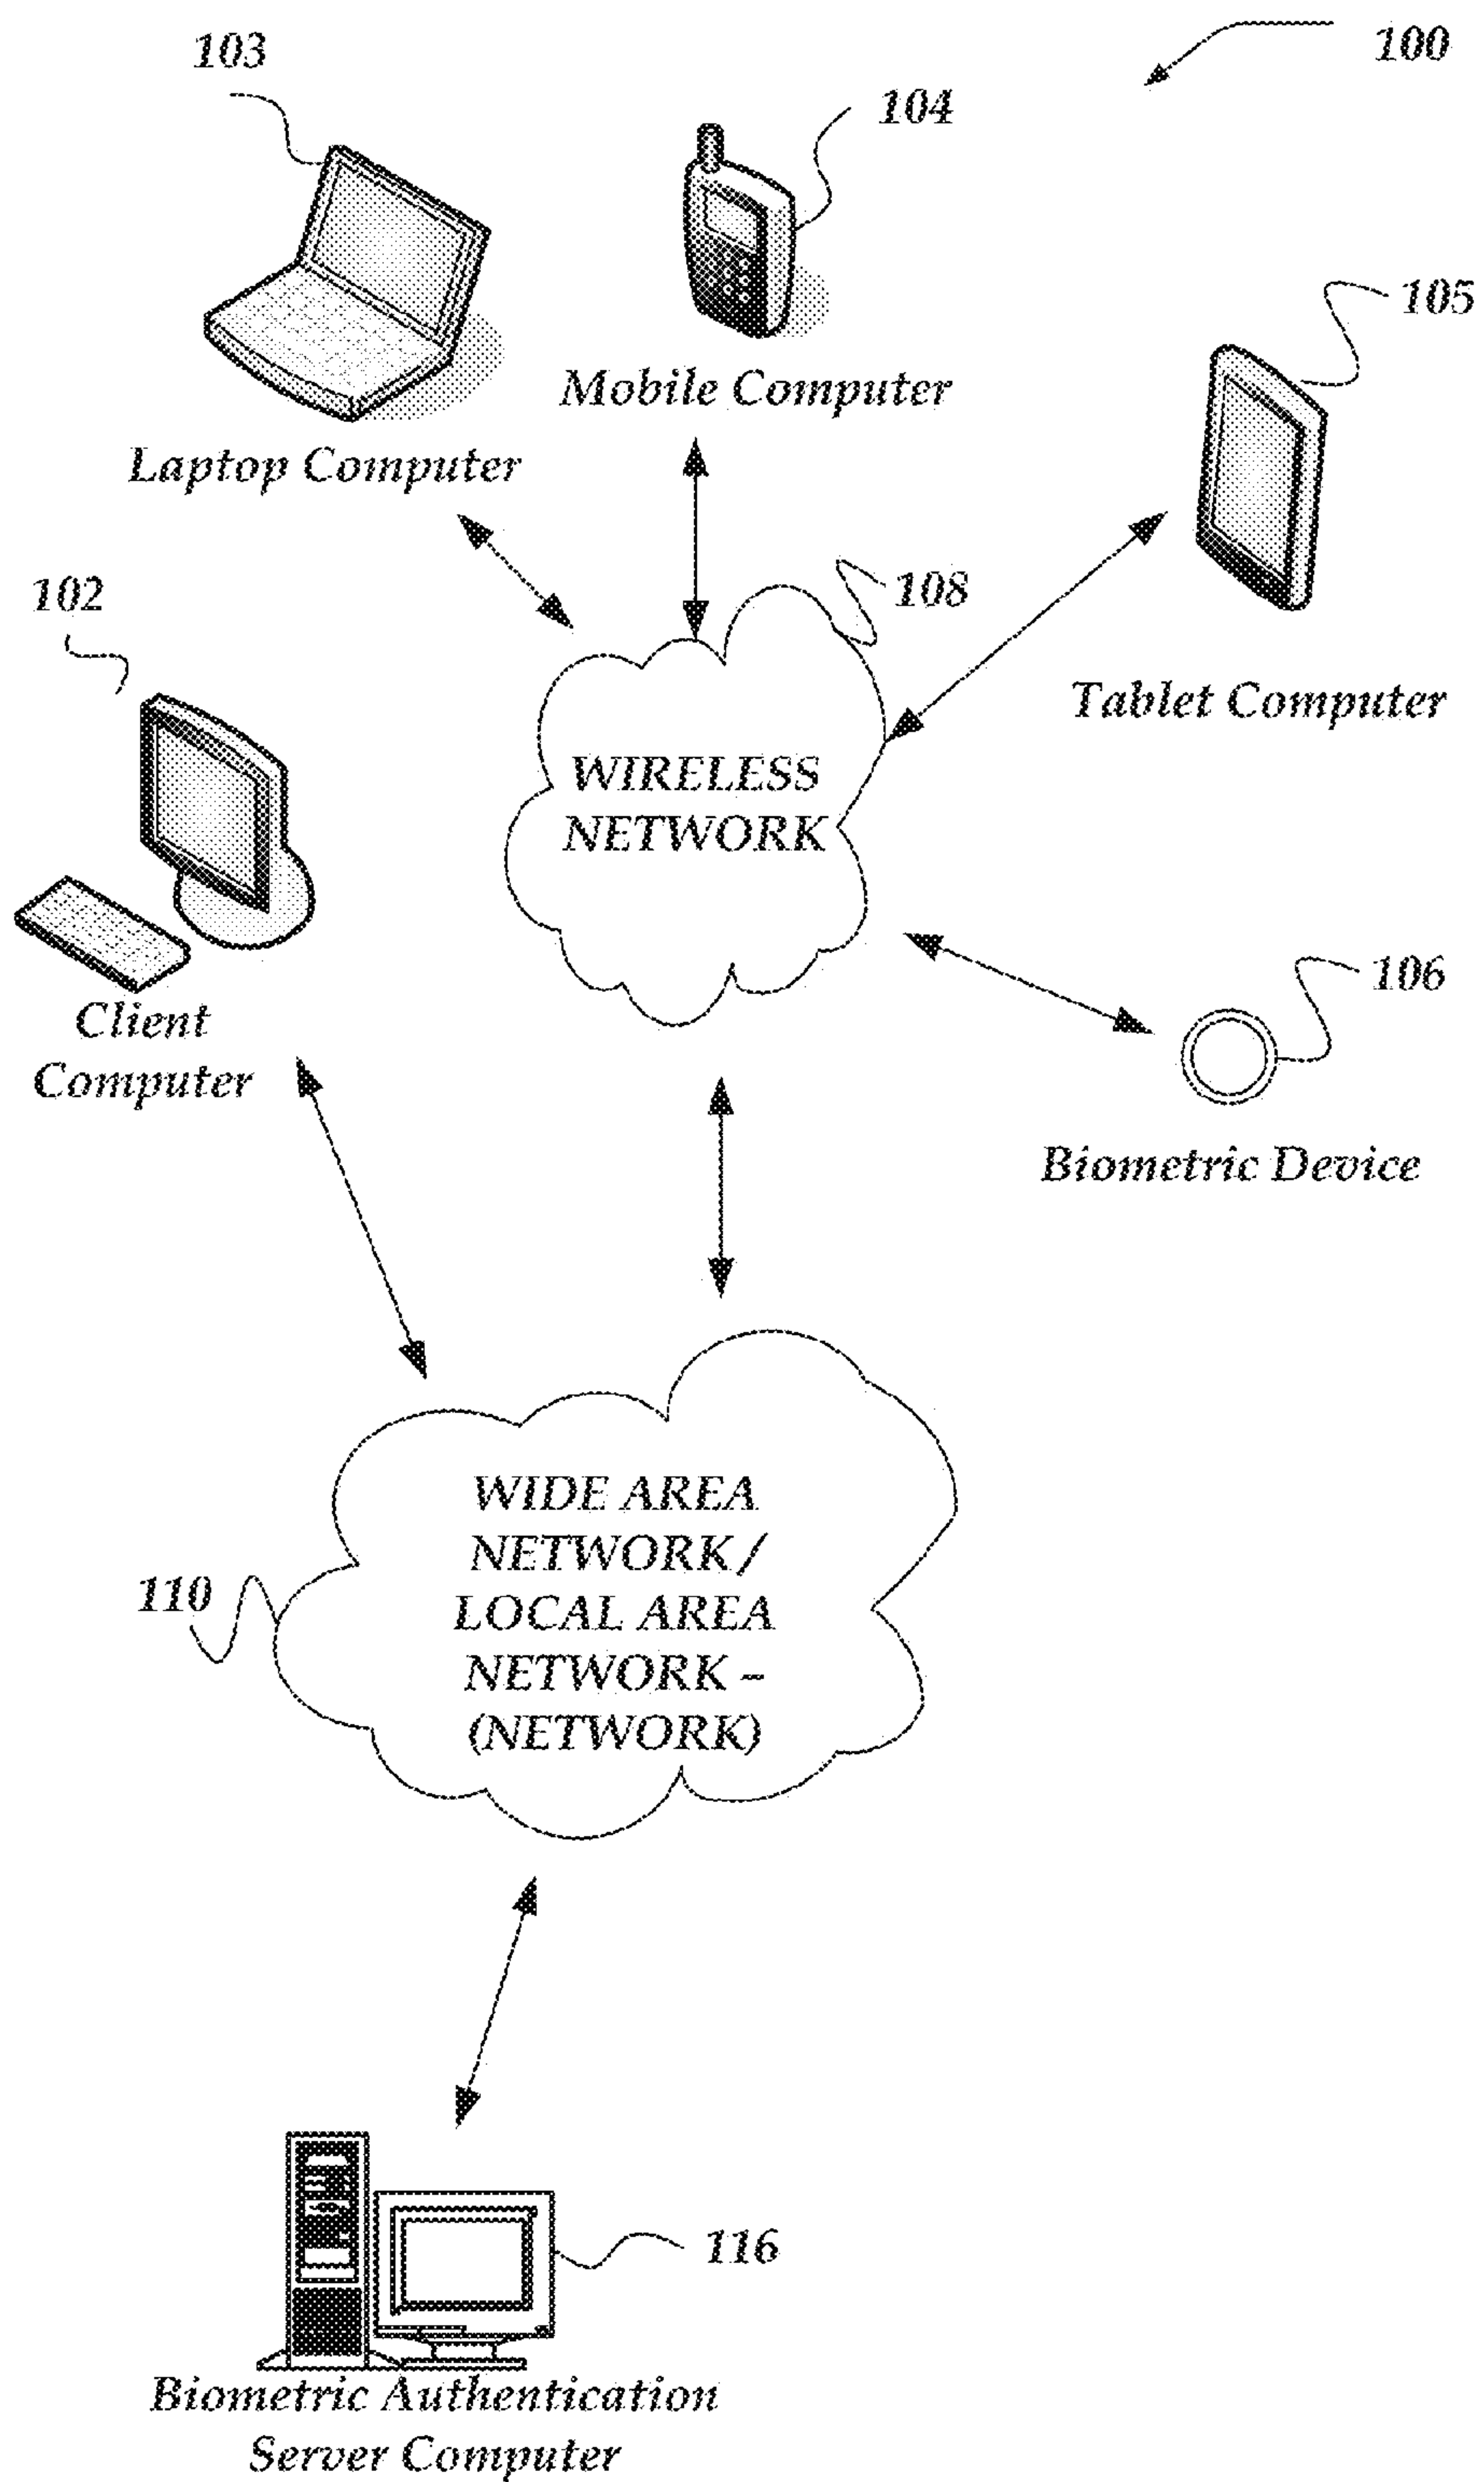 103
100
104
105
Mobile Computer
Laptop Computer
108
102
Tablet Computer
WIRELESS
NETWORK
106
Client
Computer
Biometric Device
WIDE AREA
NETWORK /
LOCAL AREA
NETWORK –
(NETWORK)
110
116
Biometric Authentication
Server Computer